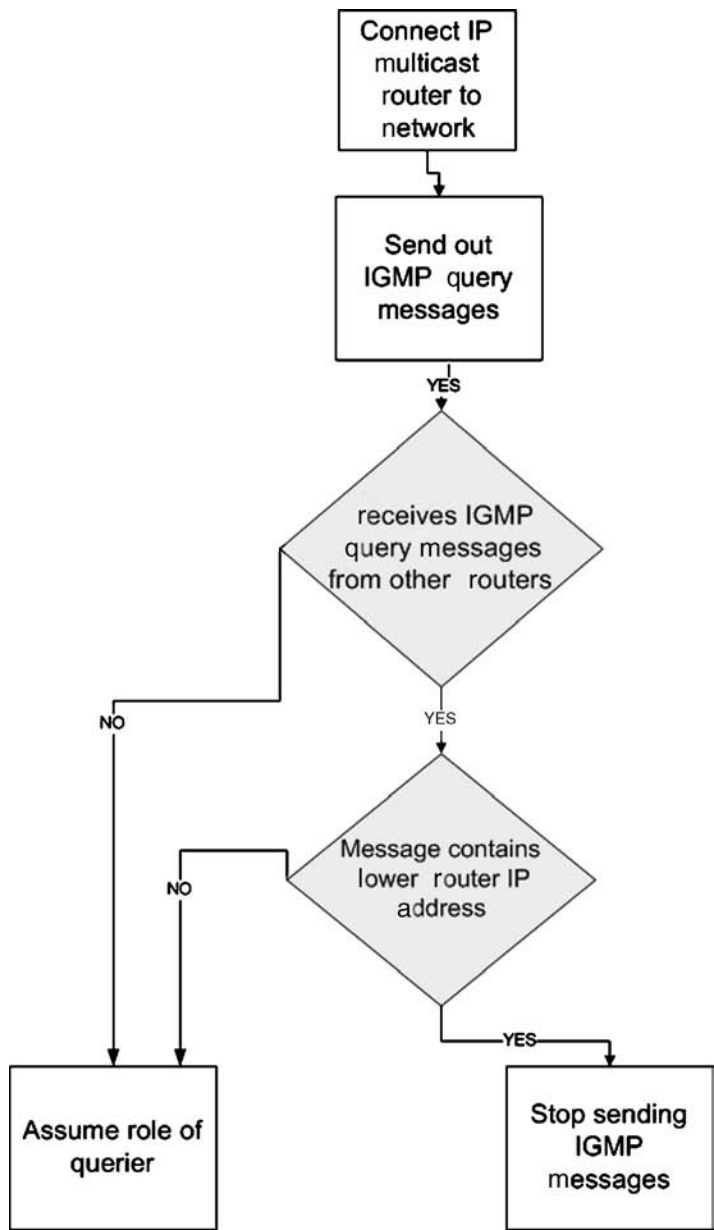 Connect IP
multicast
router to
network
Send out
IGMP query
messages
YES
receives IGMP
query messages
from other routers
NO
YES
Message contains
lower router IP
address
NO
YES
Assume role of
querier
Stop sending
IGMP
messages